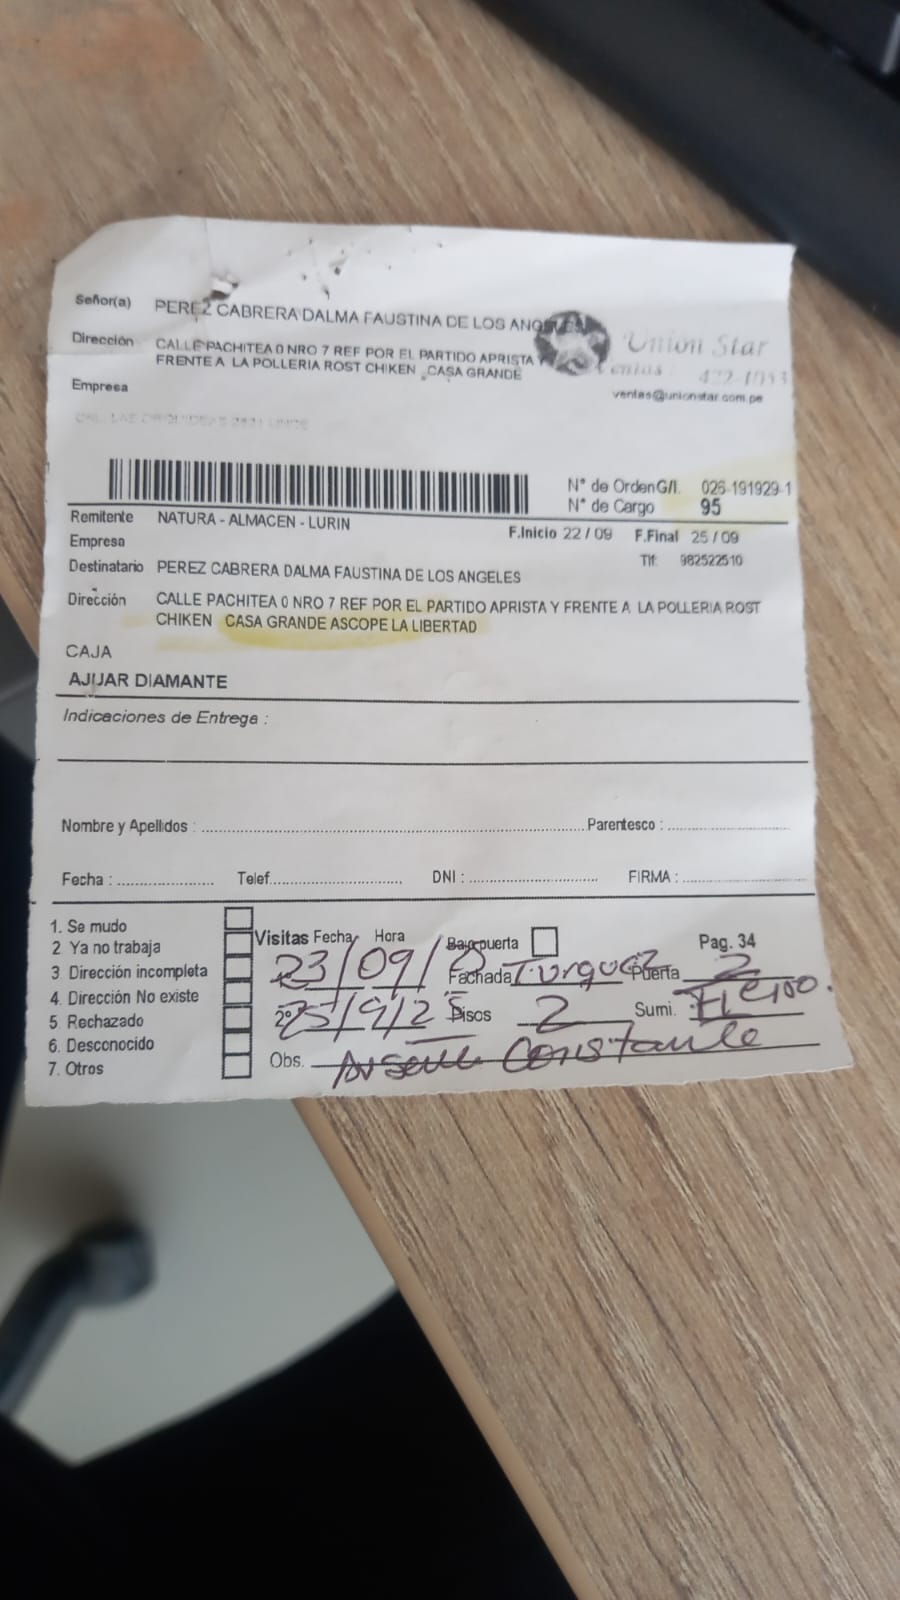 Señor(a) PEREZ CABRERA DALMA FAUSTINA DE LOS ANGELES
Union Star
Dirección CALLE PACHITEA 0 NRO 7 REF POR EL PARTIDO APRISTA Y
FRENTE A LA POLLERIA ROST CHIKEN CASA GRANDE
Ventas: 422-1053
Empresa
ventas@unionstar.com.pe
N° de Orden G/I. 026-191929-1
N° de Cargo 95
Remitente NATURA - ALMACEN - LURIN
F.Inicio 22 / 09 F.Final 25 / 09
Empresa
Tlf: 982522510
Destinatario PEREZ CABRERA DALMA FAUSTINA DE LOS ANGELES
Dirección CALLE PACHITEA 0 NRO 7 REF POR EL PARTIDO APRISTA Y FRENTE A LA POLLERIA ROST
CHIKEN CASA GRANDE ASCOPE LA LIBERTAD
CAJA
AJUAR DIAMANTE
Indicaciones de Entrega :
Nombre y Apellidos : Parentesco :
Fecha : Telef. DNI : FIRMA :
1. Se mudo
2 Ya no trabaja
3 Dirección incompleta
4. Dirección No existe
5. Rechazado
6. Desconocido
7. Otros
Visitas Fecha Hora Bajo puerta Pag. 34
23/09/ Fachada Turquez Puerta 2
2° 25/9/25 Pisos 2 Sumi.
Obs. Constante